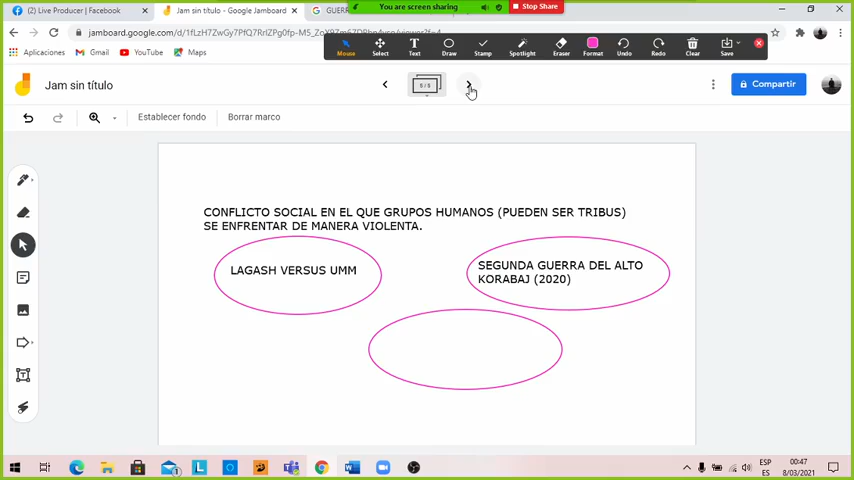 (2) Live Producer | Facebook
Jam sin título - Google Jamboard
GUERR
You are screen sharing
Stop Share
jamboard.google.com/d/1fLzH7ZwGy7PfQ7RrlZPg0fp-M5_
Aplicaciones
Gmail
YouTube
Maps
Mouse
Select
Text
Draw
Stamp
Spotlight
Eraser
Format
Undo
Redo
Clear
Save
Jam sin título
5 / 5
Compartir
Establecer fondo
Borrar marco
CONFLICTO SOCIAL EN EL QUE GRUPOS HUMANOS (PUEDEN SER TRIBUS)
SE ENFRENTAR DE MANERA VIOLENTA.
LAGASH VERSUS UMM
SEGUNDA GUERRA DEL ALTO
KORABAJ (2020)
ESP
ES
00:47
8/03/2021